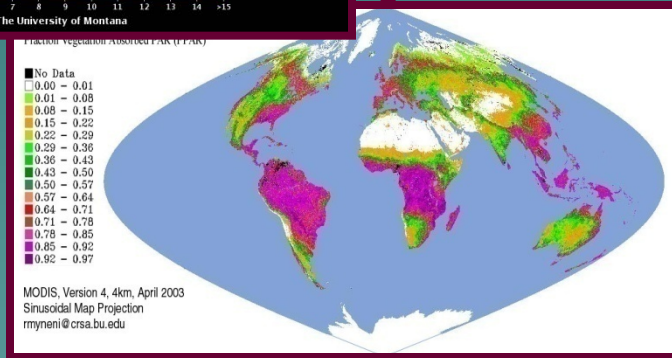 7 8 9 10 11 12 13 14 >15
The University of Montana
Fraction Vegetation Absorbed PAR (FPAR)
No Data
0.00 - 0.01
0.01 - 0.08
0.08 - 0.15
0.15 - 0.22
0.22 - 0.29
0.29 - 0.36
0.36 - 0.43
0.43 - 0.50
0.50 - 0.57
0.57 - 0.64
0.64 - 0.71
0.71 - 0.78
0.78 - 0.85
0.85 - 0.92
0.92 - 0.97
MODIS, Version 4, 4km, April 2003
Sinusoidal Map Projection
rmyneni@crsa.bu.edu